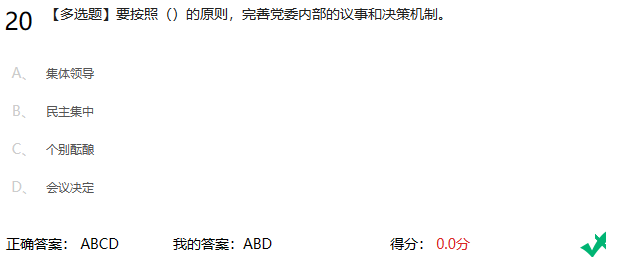 20 【多选题】要按照（）的原则，完善党委内部的议事和决策机制。
A、 集体领导
B、 民主集中
C、 个别酝酿
D、 会议决定
正确答案： ABCD 我的答案：ABD 得分： 0.0分